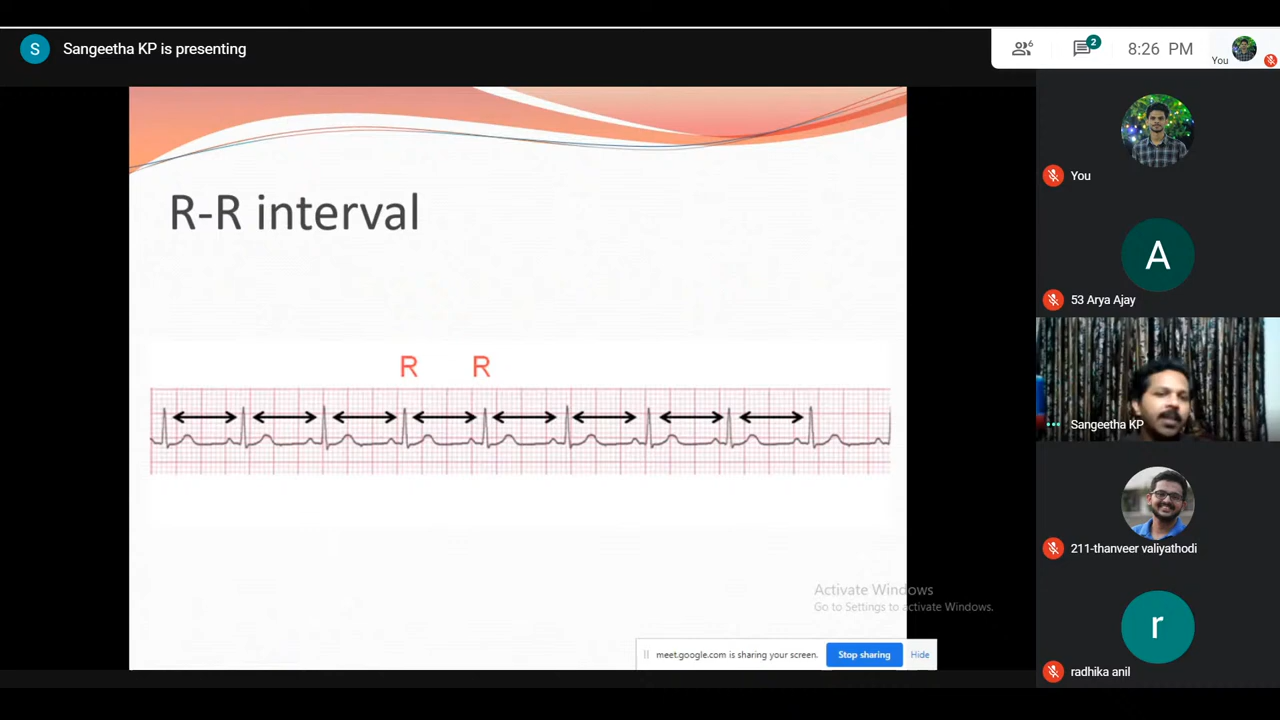 S
Sangeetha KP is presenting
6
2
8:26 PM
You
R-R interval
R R
You
A
53 Arya Ajay
Sangeetha KP
211-thanveer valiyathodi
r
radhika anil
Activate Windows
Go to Settings to activate Windows.
meet.google.com is sharing your screen.
Stop sharing
Hide